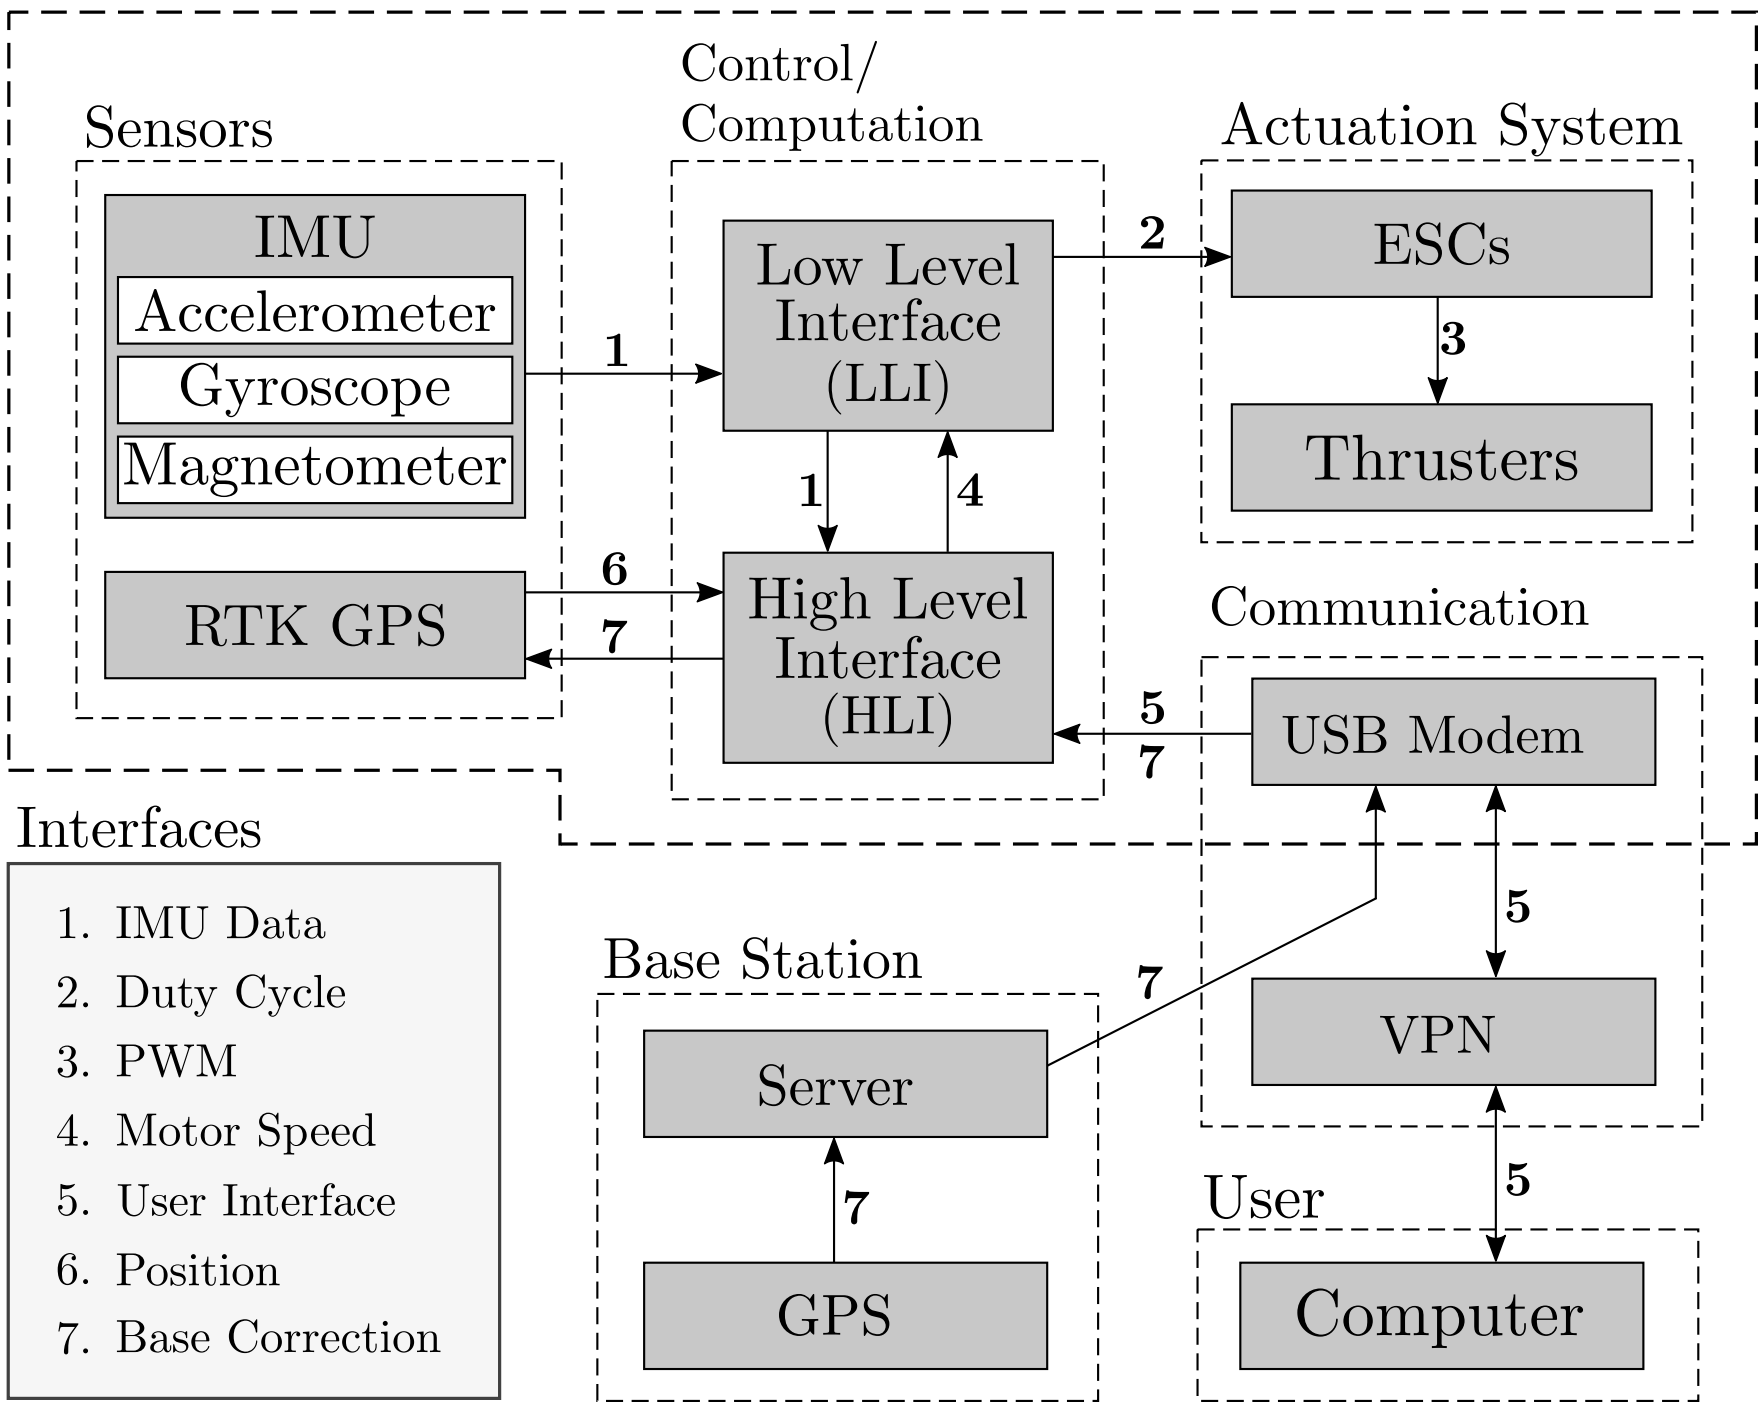 Control/
Computation
Sensors
Actuation System
IMU
Accelerometer
Gyroscope
Magnetometer
1
Low Level
Interface
(LLI)
2
ESCs
3
Thrusters
1
4
RTK GPS
6
7
High Level
Interface
(HLI)
Communication
5
7
USB Modem
5
VPN
Interfaces
1. IMU Data
2. Duty Cycle
3. PWM
4. Motor Speed
5. User Interface
6. Position
7. Base Correction
Base Station
7
Server
7
GPS
5
User
Computer